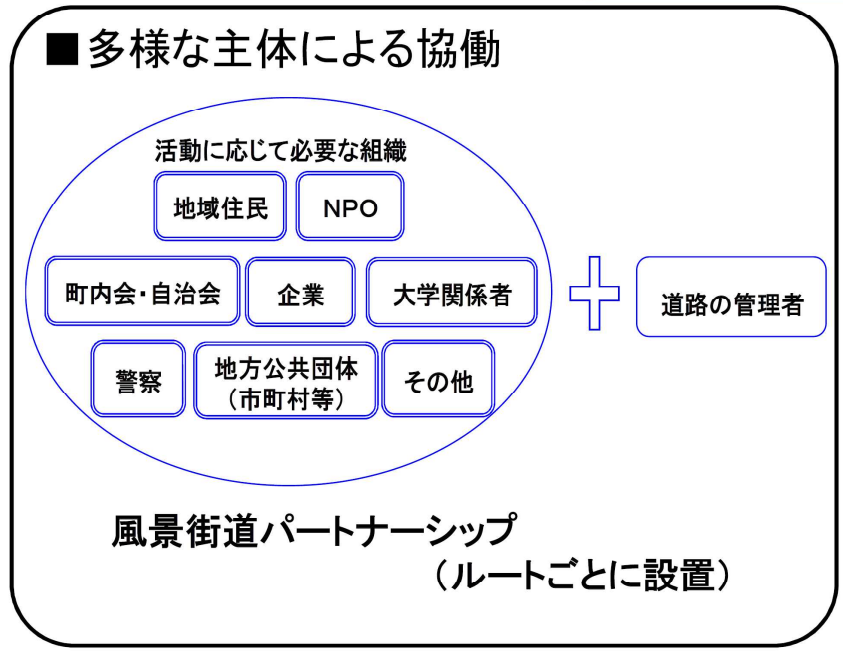 ■多様な主体による協働
活動に応じて必要な組織
地域住民
NPO
町内会・自治会
企業
大学関係者
道路の管理者
警察
地方公共団体
（市町村等）
その他
風景街道パートナーシップ
（ルートごとに設置）